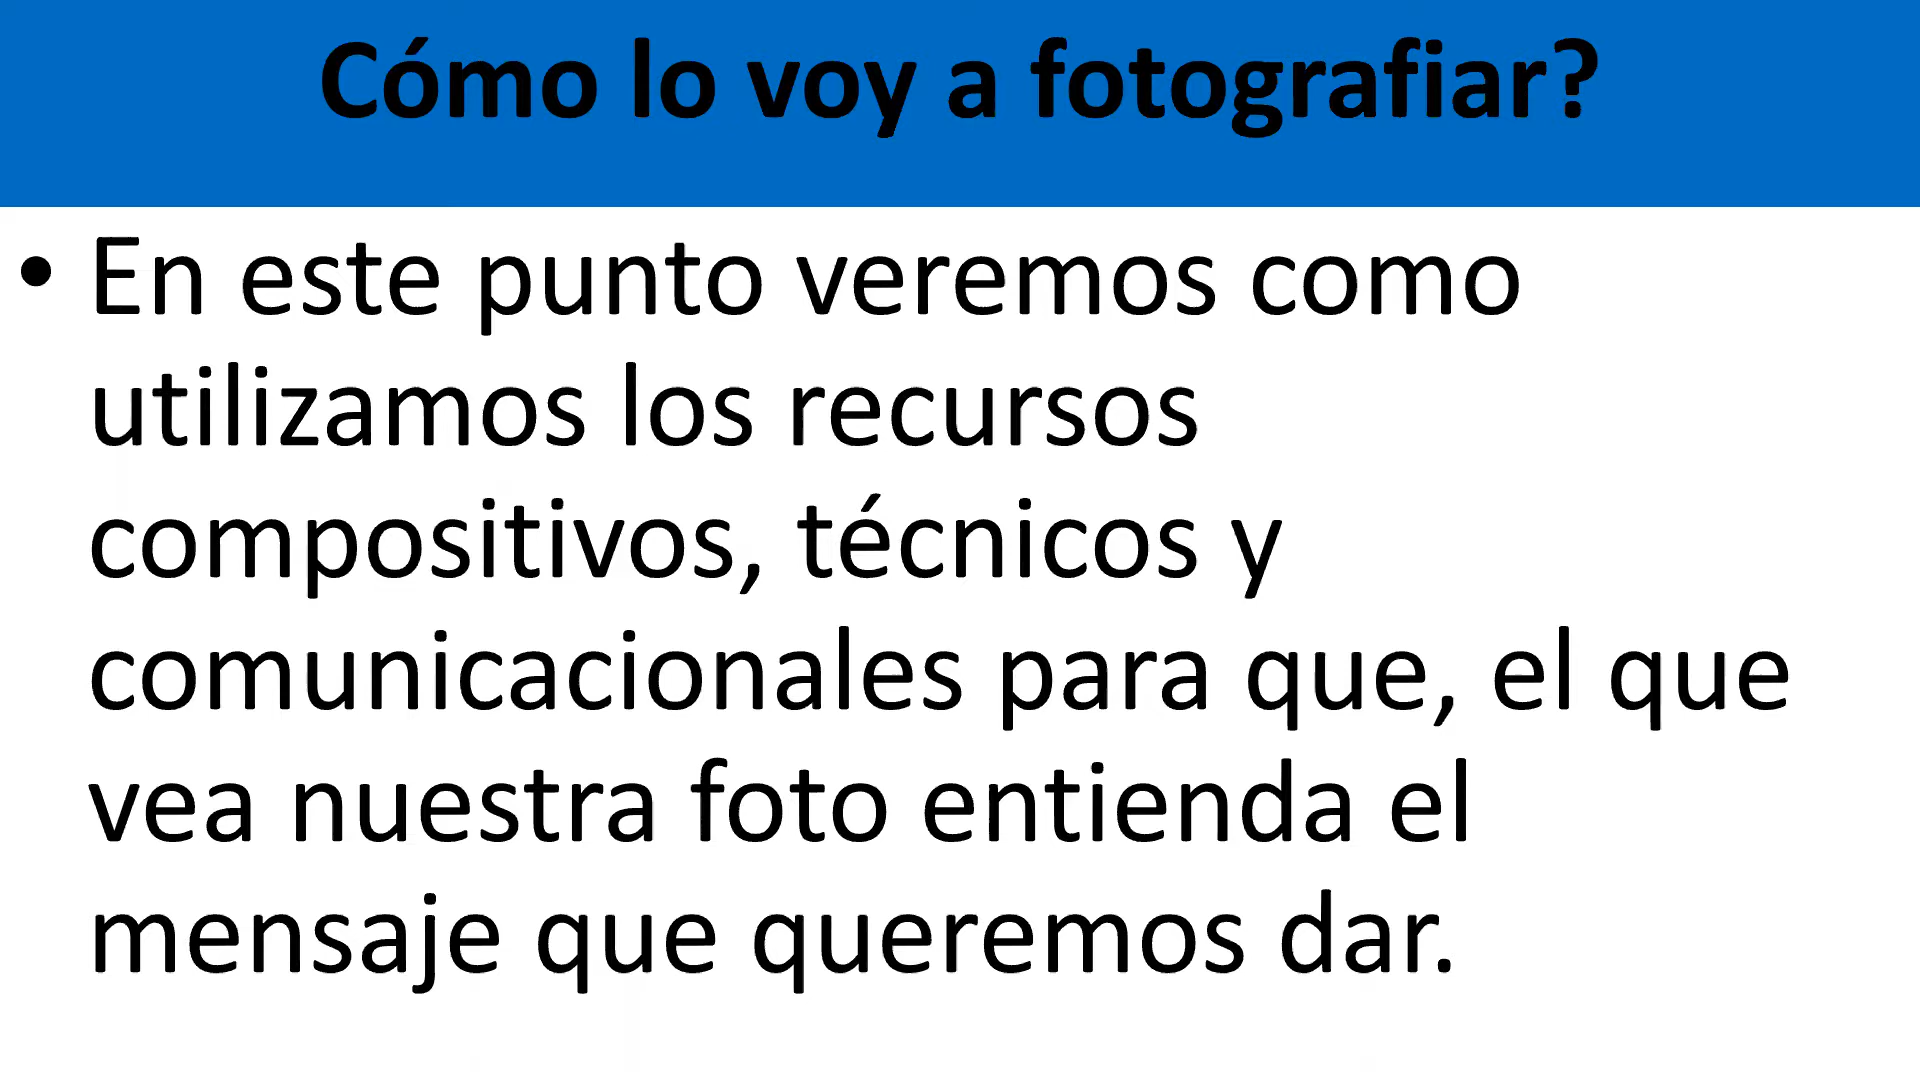 Cómo lo voy a fotografiar?
• En este punto veremos como
utilizamos los recursos
compositivos, técnicos y
comunicacionales para que, el que
vea nuestra foto entienda el
mensaje que queremos dar.